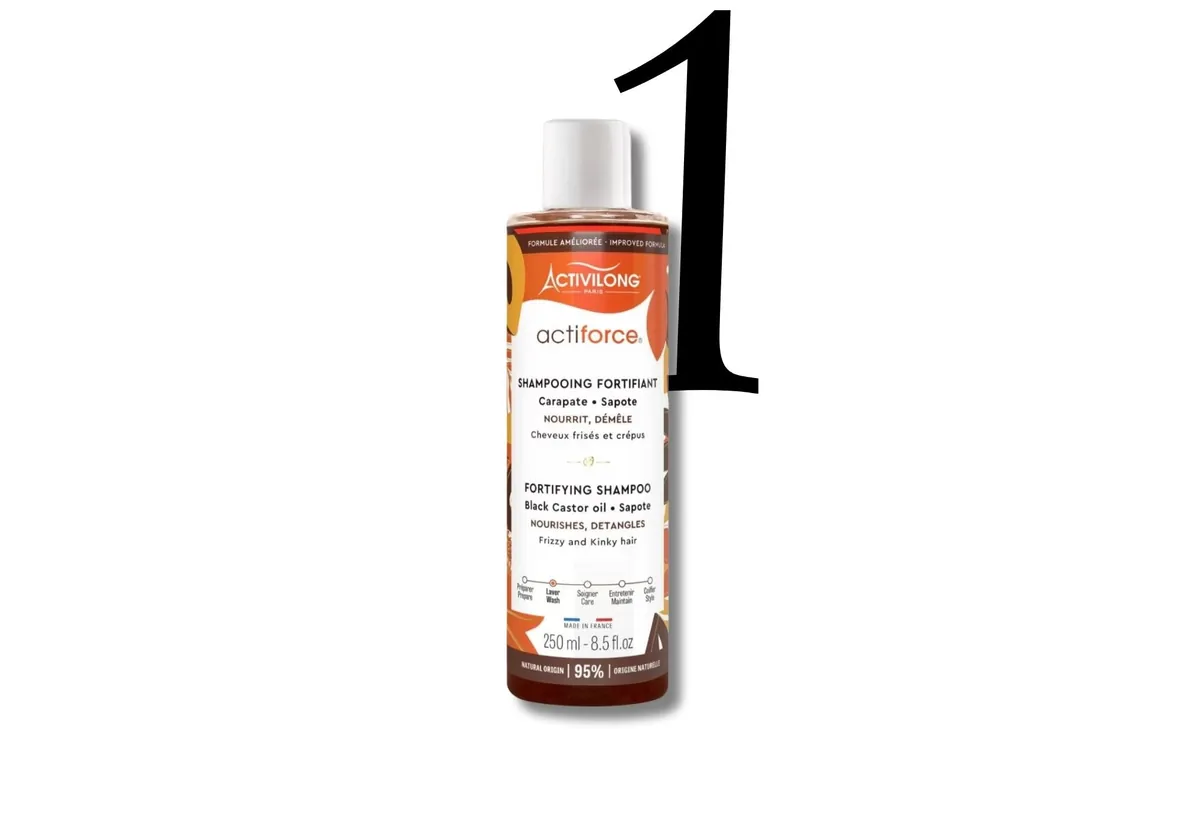 1
FORMULE AMÉLIORÉE - IMPROVED FORMULA
ACTIVILONG
PARIS
actiforce®
SHAMPOOING FORTIFIANT
Carapate • Sapote
NOURRIT, DÉMÊLE
Cheveux frisés et crépus
FORTIFYING SHAMPOO
Black Castor oil • Sapote
NOURISHES, DETANGLES
Frizzy and Kinky hair
Préparer Laver Soigner Entretenir Coiffer
Prepare Wash Care Maintain Style
MADE IN FRANCE
250 ml - 8.5 fl.oz
NATURAL ORIGIN | 95% | ORIGINE NATURELLE